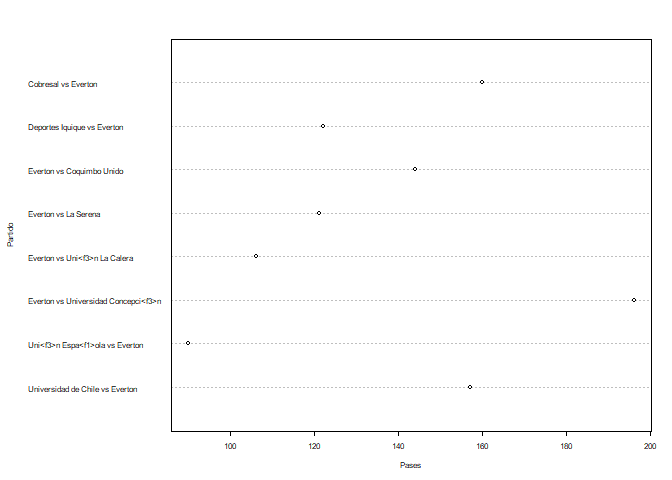 Cobresal vs Everton
Deportes Iquique vs Everton
Everton vs Coquimbo Unido
Everton vs La Serena
Everton vs Uni<f3>n La Calera
Everton vs Universidad Concepci<f3>n
Uni<f3>n Espa<f1>ola vs Everton
Universidad de Chile vs Everton
Partido
100 120 140 160 180 200
Pases